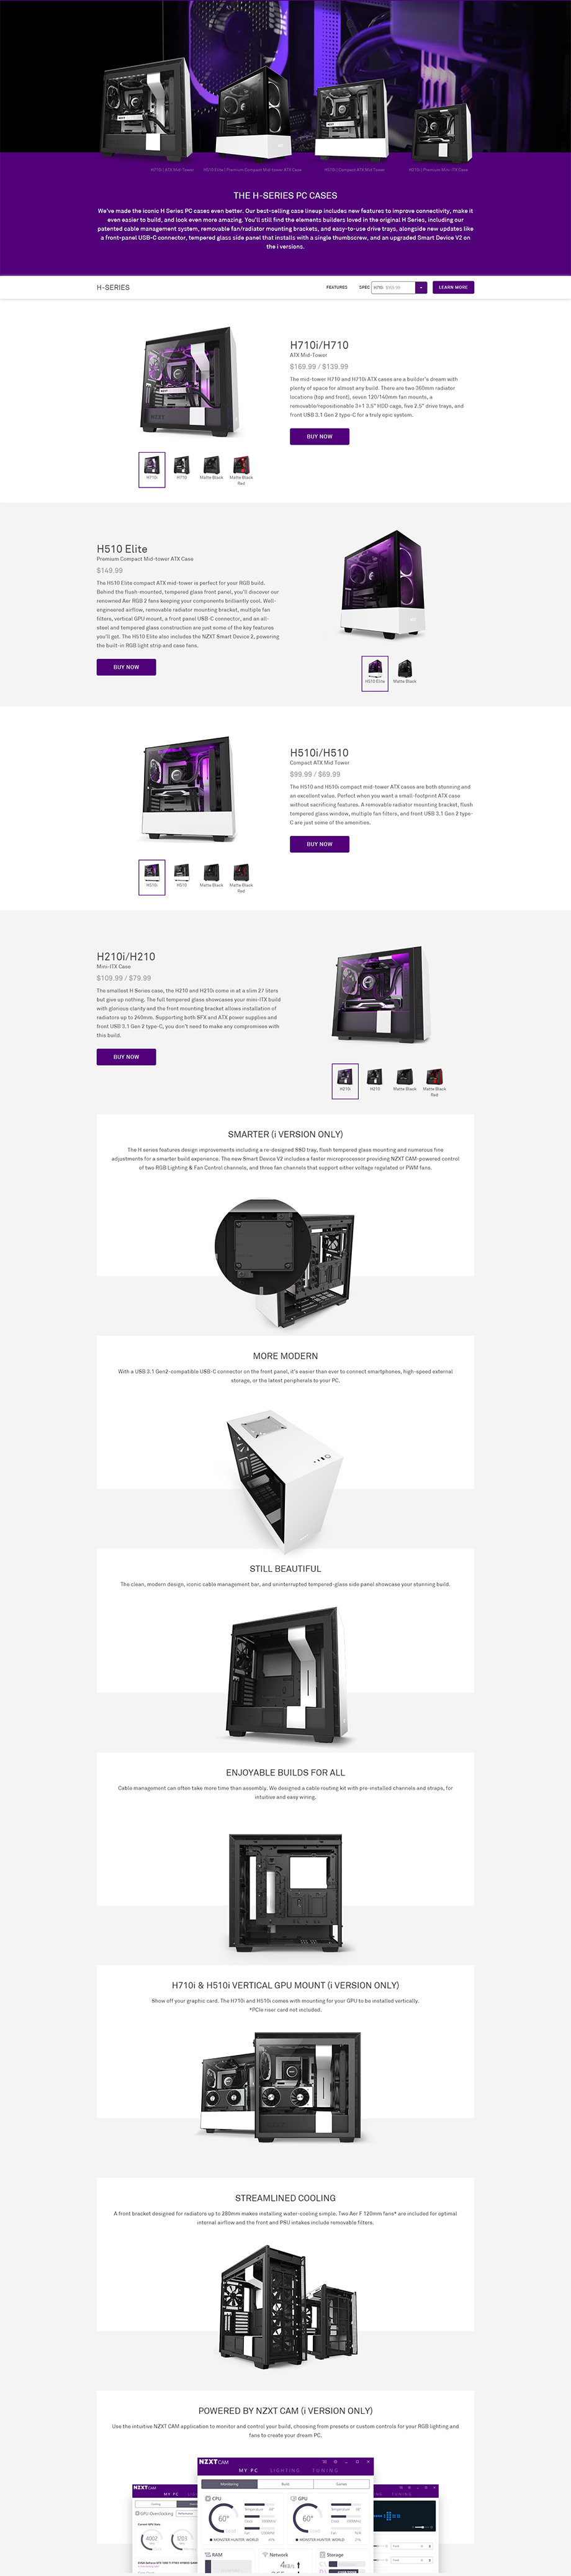 H710i | ATX Mid Tower
H510 Elite | Premium Compact Mid-tower ATX Case
H510i | Compact ATX Mid Tower
H210i | Premium Mini-ITX Case
THE H-SERIES PC CASES
We've made the iconic H Series PC cases even better. Our best-selling case lineup includes new features to improve connectivity, make it
even easier to build, and look even more amazing. You'll still find the elements builders loved in the original H Series, including our
patented cable management system, removable fan/radiator mounting brackets, and easy-to-use drive trays, alongside new updates like
a front-panel USB-C connector, tempered glass side panel that installs with a single thumbscrew, and an upgraded Smart Device V2 on
the i versions.
H-SERIES
FEATURES
SPEC
H710i
LEARN MORE
H710i/H710
ATX Mid-Tower
$169.99 / $139.99
The mid-tower H710 and H710i ATX cases are a builder's dream with
plenty of space for almost any build. There are two 360mm radiator
locations (top and front), seven 120/140mm fan mounts, a
removable/repositionable 3+1 3.5" HDD cage, five 2.5" drive trays, and
front USB 3.1 Gen 2 type-C for a truly epic system.
BUY NOW
H710i
H710
Matte Black
Matte Black
Red
H510 Elite
Premium Compact Mid-tower ATX Case
$149.99
The H510 Elite compact ATX mid-tower is perfect for your RGB build.
Behind the flush-mounted, tempered glass front panel, you'll discover our
renowned Aer RGB 2 fans keeping your components brilliantly cool. Well-
engineered airflow, removable radiator mounting bracket, multiple fan
filters, vertical GPU mount, a front panel USB-C connector, and an all-
steel and tempered glass construction are just some of the key features
you'll get. The H510 Elite also includes the NZXT Smart Device 2, powering
the built-in RGB light strip and case fans.
BUY NOW
H510 Elite
Matte Black
H510i/H510
Compact ATX Mid Tower
$99.99 / $69.99
The H510 and H510i compact mid-tower ATX cases are both stunning and
an excellent value. Perfect when you want a small-footprint ATX case
without sacrificing features. A removable radiator mounting bracket, flush
tempered glass window, multiple fan filters, and front USB 3.1 Gen 2 type-
C are just some of the amenities.
BUY NOW
H510i
H510
Matte Black
Matte Black
Red
H210i/H210
Mini-ITX Case
$109.99 / $79.99
The smallest H Series case, the H210 and H210i come in at a slim 27 liters
but give up nothing. The full tempered glass showcases your mini-ITX build
with glorious clarity and the front mounting bracket allows installation of
radiators up to 240mm. Supporting both SFX and ATX power supplies and
front USB 3.1 Gen 2 type-C, you don't need to make any compromises with
this build.
BUY NOW
H210i
H210
Matte Black
Matte Black
Red
SMARTER (i VERSION ONLY)
The H series features design improvements including a re-designed SSD tray, flush tempered glass mounting and numerous fine
adjustments for a smarter build experience. The new Smart Device V2 includes a faster microprocessor providing NZXT CAM-powered control
of two RGB Lighting & Fan Control channels, and three fan channels that support either voltage regulated or PWM fans.
MORE MODERN
With a USB 3.1 Gen2-compatible USB-C connector on the front panel, it's easier than ever to connect smartphones, high-speed external
storage, or the latest peripherals to your PC.
STILL BEAUTIFUL
The clean, modern design, iconic cable management bar, and uninterrupted tempered-glass side panel showcase your stunning build.
ENJOYABLE BUILDS FOR ALL
Cable management can often take more time than assembly. We designed a cable routing kit with pre-installed channels and straps, for
intuitive and easy wiring.
H710i & H510i VERTICAL GPU MOUNT (i VERSION ONLY)
Show off your graphic card. The H710i and H510i comes with mounting for your GPU to be installed vertically.
*PCIe riser card not included.
STREAMLINED COOLING
A front bracket designed for radiators up to 280mm makes installing water-cooling simple. Two Aer F 120mm fans* are included for optimal
internal airflow and the front and PSU intakes include removable filters.
POWERED BY NZXT CAM (i VERSION ONLY)
Use the intuitive NZXT CAM application to monitor and control your build, choosing from presets or custom controls for your RGB lighting and
fans to create your dream PC.
NZXT CAM
MY PC LIGHTING TUNING
Monitoring
Build
Games
CPU
GPU
60°
60°
Temperature
Temperature
Fan
MONSTER HUNTER: WORLD
MONSTER HUNTER: WORLD
RAM
Network
Storage
NZXT CAM
MY PC
GPU Overclocking
4002